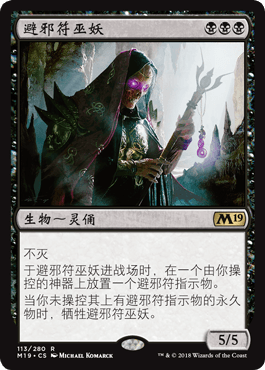 避邪符巫妖
生物～灵俑
M19
不灭
于避邪符巫妖进战场时，在一个由你操
控的神器上放置一个避邪符指示物。
当你未操控其上有避邪符指示物的永久
物时，牺牲避邪符巫妖。
5/5
113/280 R
M19 • CS MICHAEL KOMARCK
™ & © 2018 Wizards of the Coast